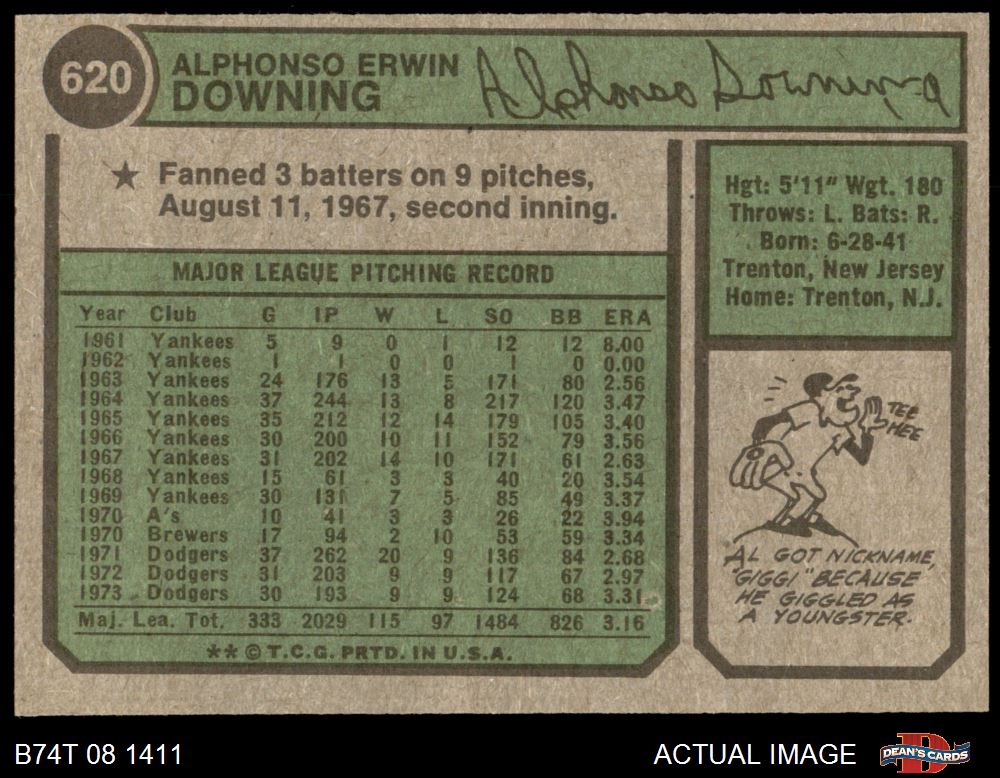 620
ALPHONSO ERWIN
DOWNING
Alphonso Downing
★ Fanned 3 batters on 9 pitches,
August 11, 1967, second inning.
MAJOR LEAGUE PITCHING RECORD
Year Club G IP W L SO BB ERA
1961 Yankees 5 9 0 1 12 12 8.00
1962 Yankees 1 1 0 0 1 0 0.00
1963 Yankees 24 176 13 5 171 80 2.56
1964 Yankees 37 244 13 8 217 120 3.47
1965 Yankees 35 212 12 14 179 105 3.40
1966 Yankees 30 200 10 11 152 79 3.56
1967 Yankees 31 202 14 10 171 61 2.63
1968 Yankees 15 61 3 3 40 20 3.54
1969 Yankees 30 131 7 5 85 49 3.37
1970 A's 10 41 3 3 26 22 3.94
1970 Brewers 17 94 2 10 53 59 3.34
1971 Dodgers 37 262 20 9 136 84 2.68
1972 Dodgers 31 203 9 9 117 67 2.97
1973 Dodgers 30 193 9 9 124 68 3.31
Maj. Lea. Tot. 333 2029 115 97 1484 826 3.16
** © T.C.G. PRTD. IN U.S.A.
Hgt: 5'11" Wgt. 180
Throws: L. Bats: R.
Born: 6-28-41
Trenton, New Jersey
Home: Trenton, N.J.
TEE
HEE
AL GOT NICKNAME,
"GIGGI" BECAUSE
HE GIGGLED AS
A YOUNGSTER.
B74T 08 1411
ACTUAL IMAGE
D
DEAN'S CARDS